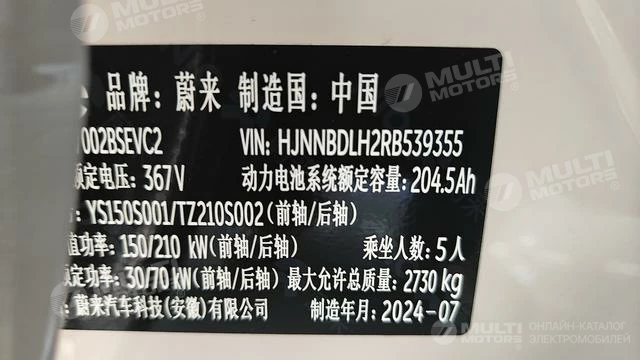 MULTI MOTORS
MULTI MOTORS
品牌: 蔚来 制造国: 中国
002BSEVC2 VIN: HJNNBDLH2RB539355
额定电压: 367V 动力电池系统额定容量: 204.5Ah
: YS150S001/TZ210S002(前轴/后轴)
值功率: 150/210 kW(前轴/后轴) 乘坐人数: 5人
额定功率: 30/70 kW(前轴/后轴) 最大允许总质量: 2730 kg
: 蔚来汽车科技(安徽)有限公司 制造年月: 2024-07
MULTI MOTORS
ОНЛАЙН-КАТАЛОГ ЭЛЕКТРОМОБИЛЕЙ